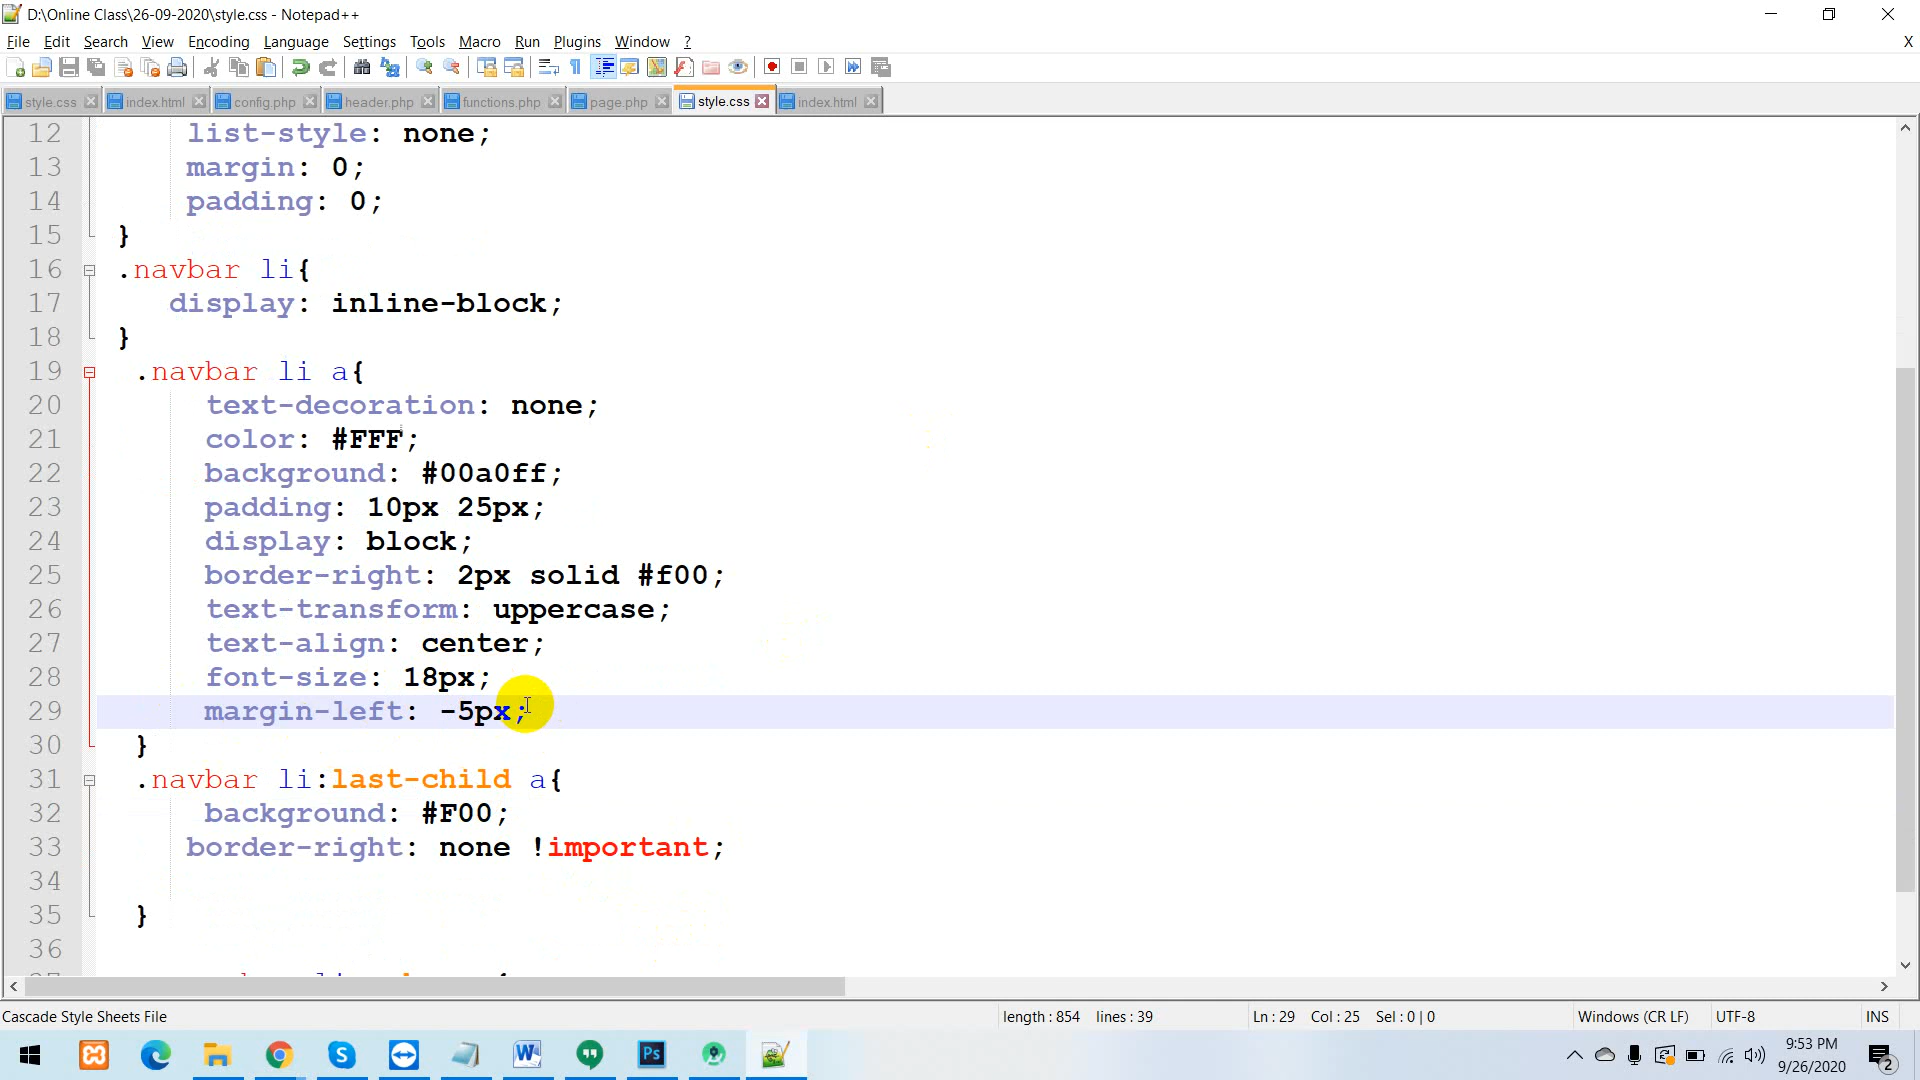 D:\Online Class\26-09-2020\style.css - Notepad++
File Edit Search View Encoding Language Settings Tools Macro Run Plugins Window ? X
style.css index.html config.php header.php functions.php page.php style.css index.html
12 list-style: none;
13 margin: 0;
14 padding: 0;
15 }
16 .navbar li{
17 display: inline-block;
18 }
19 .navbar li a{
20 text-decoration: none;
21 color: #FFF;
22 background: #00a0ff;
23 padding: 10px 25px;
24 display: block;
25 border-right: 2px solid #f00;
26 text-transform: uppercase;
27 text-align: center;
28 font-size: 18px;
29 margin-left: -5px;
30 }
31 .navbar li:last-child a{
32 background: #F00;
33 border-right: none !important;
34
35 }
36
Cascade Style Sheets File length : 854 lines : 39 Ln : 29 Col : 25 Sel : 0 | 0 Windows (CR LF) UTF-8 INS
9:53 PM
9/26/2020
2